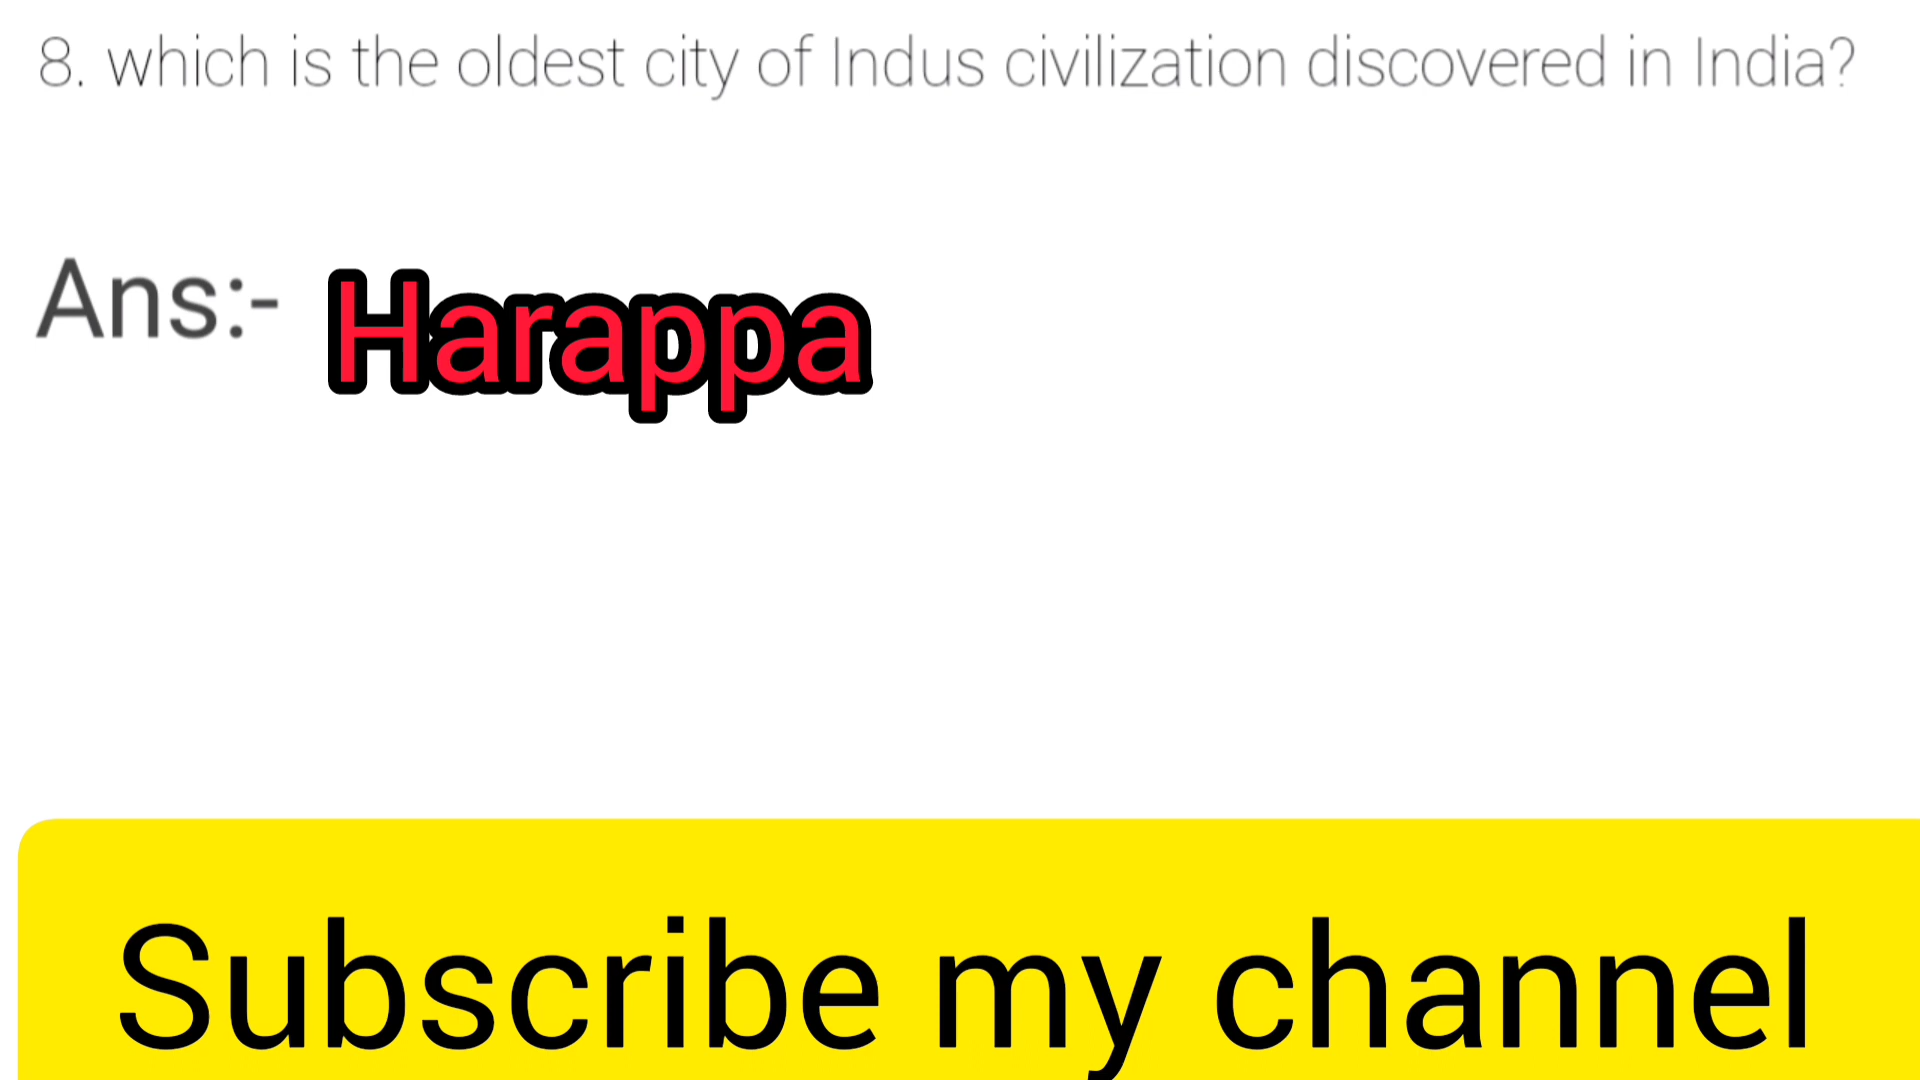 8. which is the oldest city of Indus civilization discovered in India?
Ans:- Harappa
Subscribe my channel